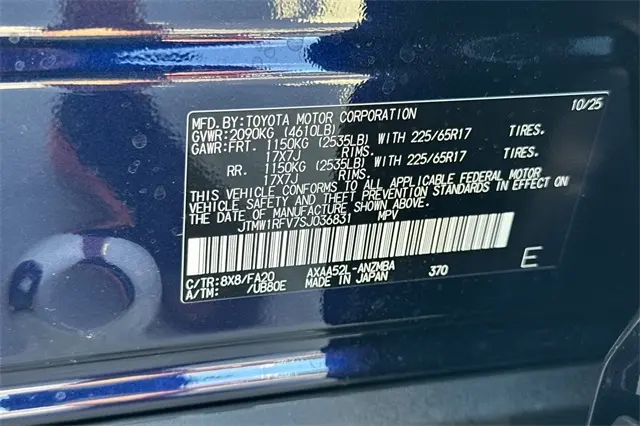 MFD.BY:TOYOTA MOTOR CORPORATION 10/25
GVWR:2090KG (4610LB)
GAWR:FRT. 1150KG (2535LB) WITH 225/65R17 TIRES.
17X7J RIMS.
RR. 1150KG (2535LB) WITH 225/65R17 TIRES.
17X7J RIMS.
THIS VEHICLE CONFORMS TO ALL APPLICABLE FEDERAL MOTOR
VEHICLE SAFETY AND THEFT PREVENTION STANDARDS IN EFFECT ON
THE DATE OF MANUFACTURE SHOWN ABOVE.
JTMW1RFV7SJ036831 MPV
C/TR:8X8/FA20 AXAA52L-ANZMBA 370 E
A/TM: /UB80E MADE IN JAPAN